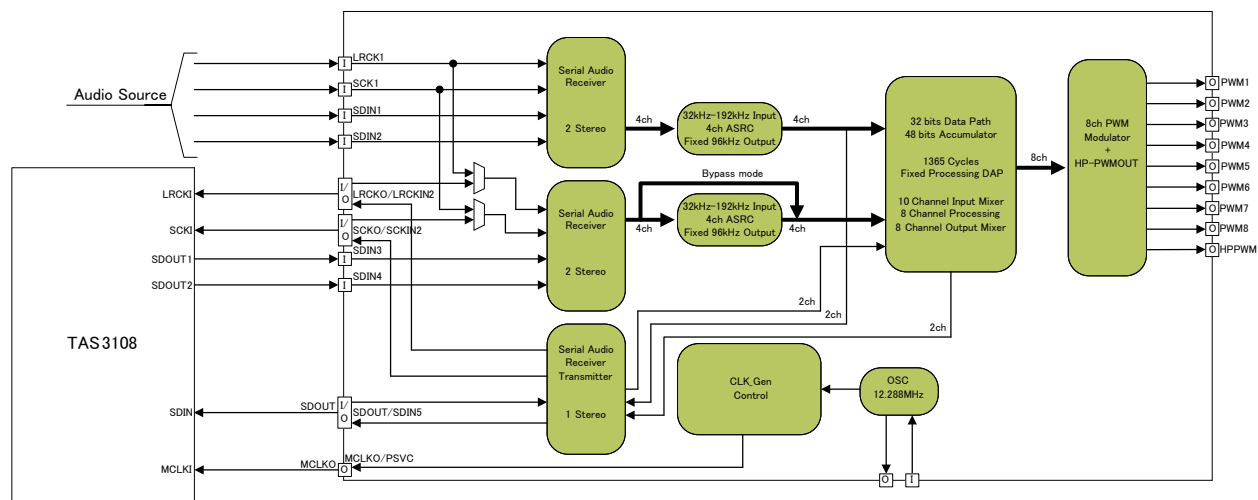 Audio Source
TAS3108
LRCKI
SCKI
SDOUT1
SDOUT2
SDIN
MCLKI
I
LRCK1
I
SCK1
I
SDIN1
I
SDIN2
I/O
LRCKO/LRCKIN2
I/O
SCKO/SCKIN2
I
SDIN3
I
SDIN4
SDOUT
I/O
SDOUT/SDIN5
MCLKO
O
MCLKO/PSVC
Serial Audio
Receiver
2 Stereo
4ch
32kHz-192kHz Input
4ch ASRC
Fixed 96kHz Output
4ch
Serial Audio
Receiver
2 Stereo
4ch
Bypass mode
32kHz-192kHz Input
4ch ASRC
Fixed 96kHz Output
4ch
Serial Audio
Receiver
Transmitter
1 Stereo
2ch
2ch
2ch
32 bits Data Path
48 bits Accumulator
1365 Cycles
Fixed Processing DAP
10 Channel Input Mixer
8 Channel Processing
8 Channel Output Mixer
8ch
8ch PWM
Modulator
+
HP-PWMOUT
O
PWM1
O
PWM2
O
PWM3
O
PWM4
O
PWM5
O
PWM6
O
PWM7
O
PWM8
O
HPPWM
CLK_Gen
Control
OSC
12.288MHz
O
I